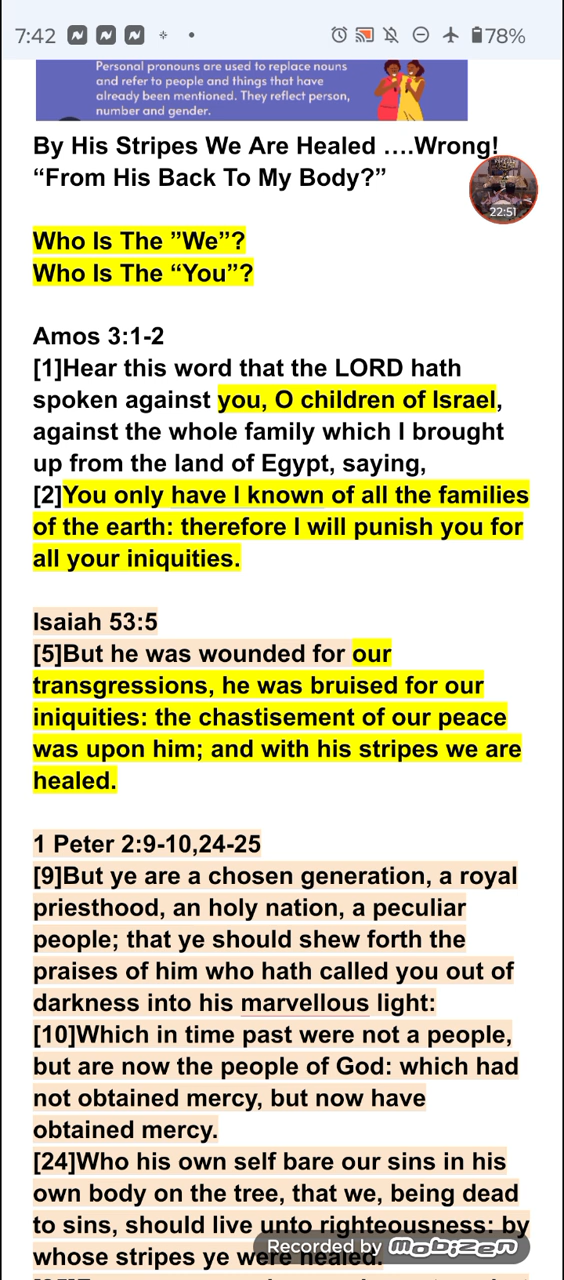 7:42
78%
Personal pronouns are used to replace nouns
and refer to people and things that have
already been mentioned. They reflect person,
number and gender.
By His Stripes We Are Healed ....Wrong!
“From His Back To My Body?”
22:51
Who Is The ”We”?
Who Is The “You”?
Amos 3:1-2
[1]Hear this word that the LORD hath
spoken against you, O children of Israel,
against the whole family which I brought
up from the land of Egypt, saying,
[2]You only have I known of all the families
of the earth: therefore I will punish you for
all your iniquities.
Isaiah 53:5
[5]But he was wounded for our
transgressions, he was bruised for our
iniquities: the chastisement of our peace
was upon him; and with his stripes we are
healed.
1 Peter 2:9-10,24-25
[9]But ye are a chosen generation, a royal
priesthood, an holy nation, a peculiar
people; that ye should shew forth the
praises of him who hath called you out of
darkness into his marvellous light:
[10]Which in time past were not a people,
but are now the people of God: which had
not obtained mercy, but now have
obtained mercy.
[24]Who his own self bare our sins in his
own body on the tree, that we, being dead
to sins, should live unto righteousness: by
whose stripes ye were healed.
Recorded by mobizen